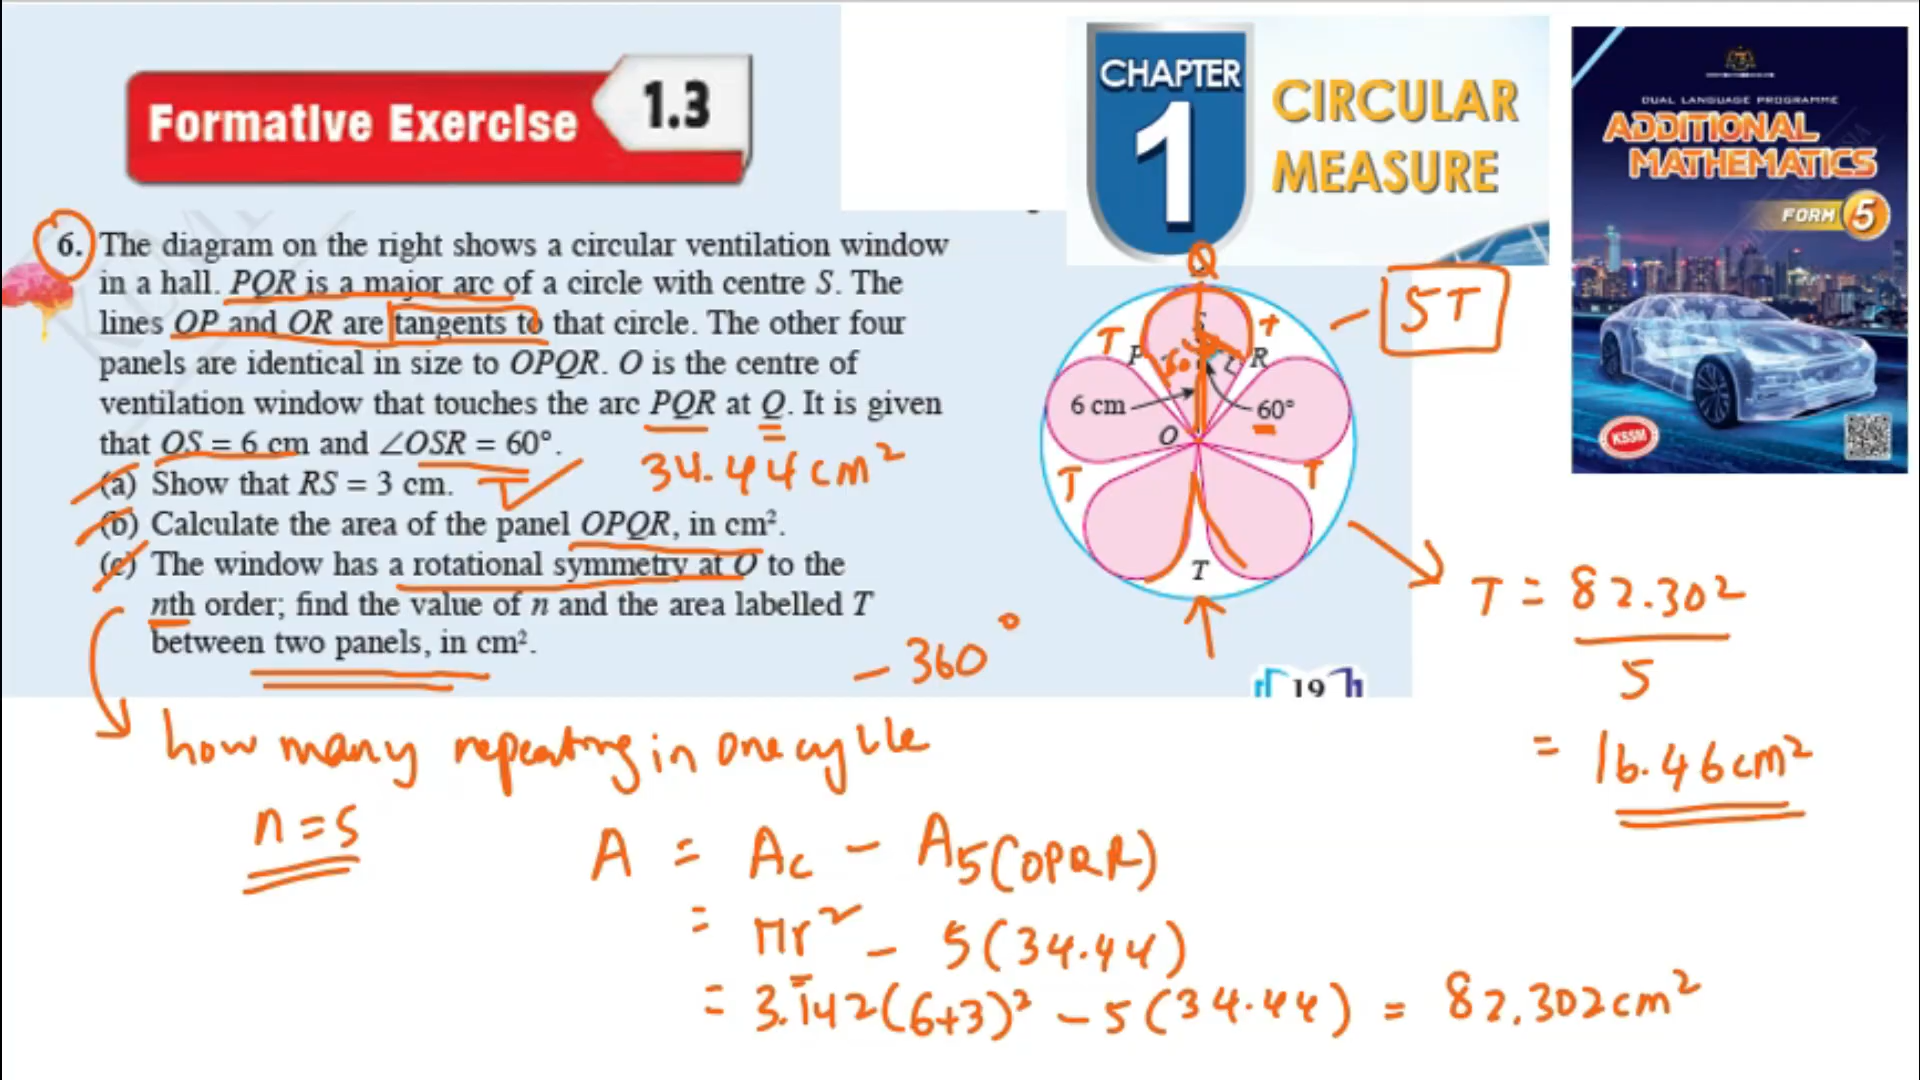 Formative Exercise 1.3
CHAPTER
1
CIRCULAR
MEASURE
DUAL LANGUAGE PROGRAMME
ADDITIONAL
MATHEMATICS
FORM 5
KSSM
6. The diagram on the right shows a circular ventilation window
in a hall. PQR is a major arc of a circle with centre S. The
lines OP and OR are tangents to that circle. The other four
panels are identical in size to OPQR. O is the centre of
ventilation window that touches the arc PQR at Q. It is given
that OS = 6 cm and ∠OSR = 60°.
34.44 cm²
(a) Show that RS = 3 cm.
(b) Calculate the area of the panel OPQR, in cm².
(c) The window has a rotational symmetry at O to the
nth order; find the value of n and the area labelled T
between two panels, in cm².
- 360°
Q
S
T
T
P
R
60°
6 cm
60°
O
T
T
T
- 5T
19
how many repeating in one cycle
n = 5
A = Ac - A5(OPQR)
= πr² - 5(34.44)
= 3.142(6+3)² - 5(34.44) = 82.302 cm²
T = 82.302
5
= 16.46 cm²